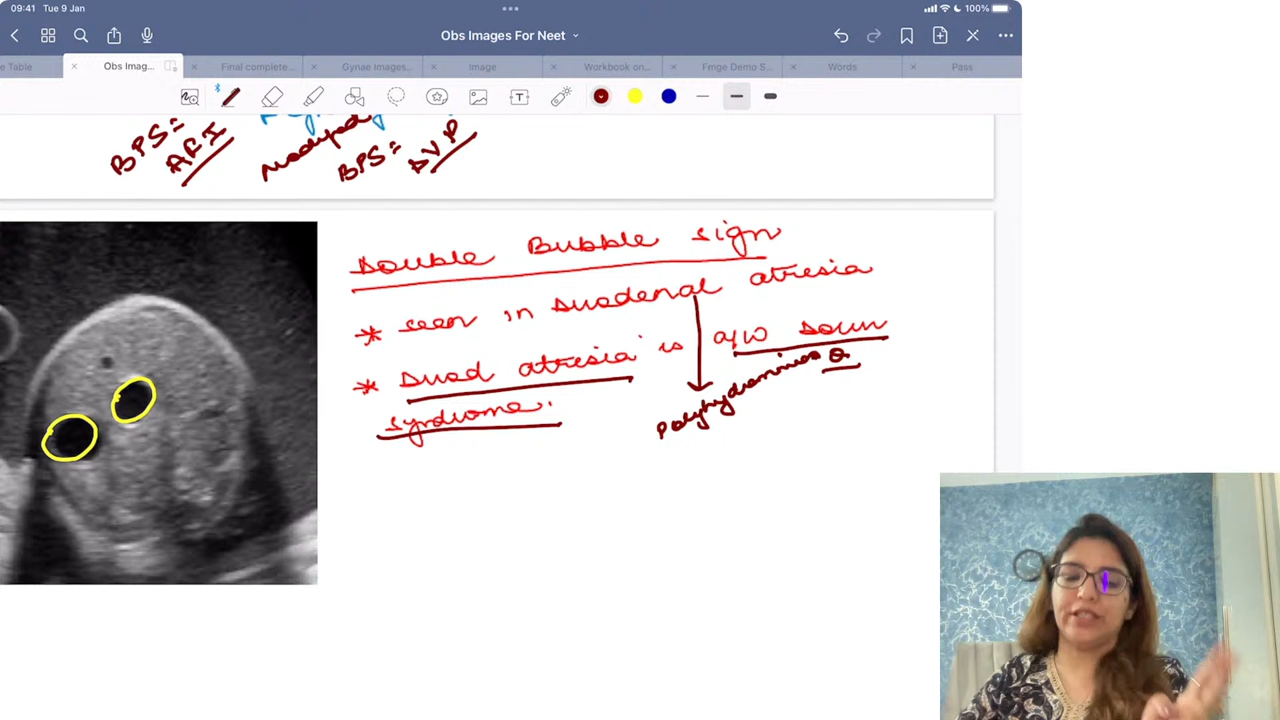 09:41 Tue 9 Jan
100%
Obs Images For Neet
e Table
Obs Imag...
Final complete...
Gynae Images...
Image
Workbook on...
Fmge Demo S...
Words
Pass
BPS=
AFI
BPS=
DVP
Double Bubble sign
* seen in Duodenal atresia
* Duod atresia is a/w Down
syndrome.
Polyhydramnios